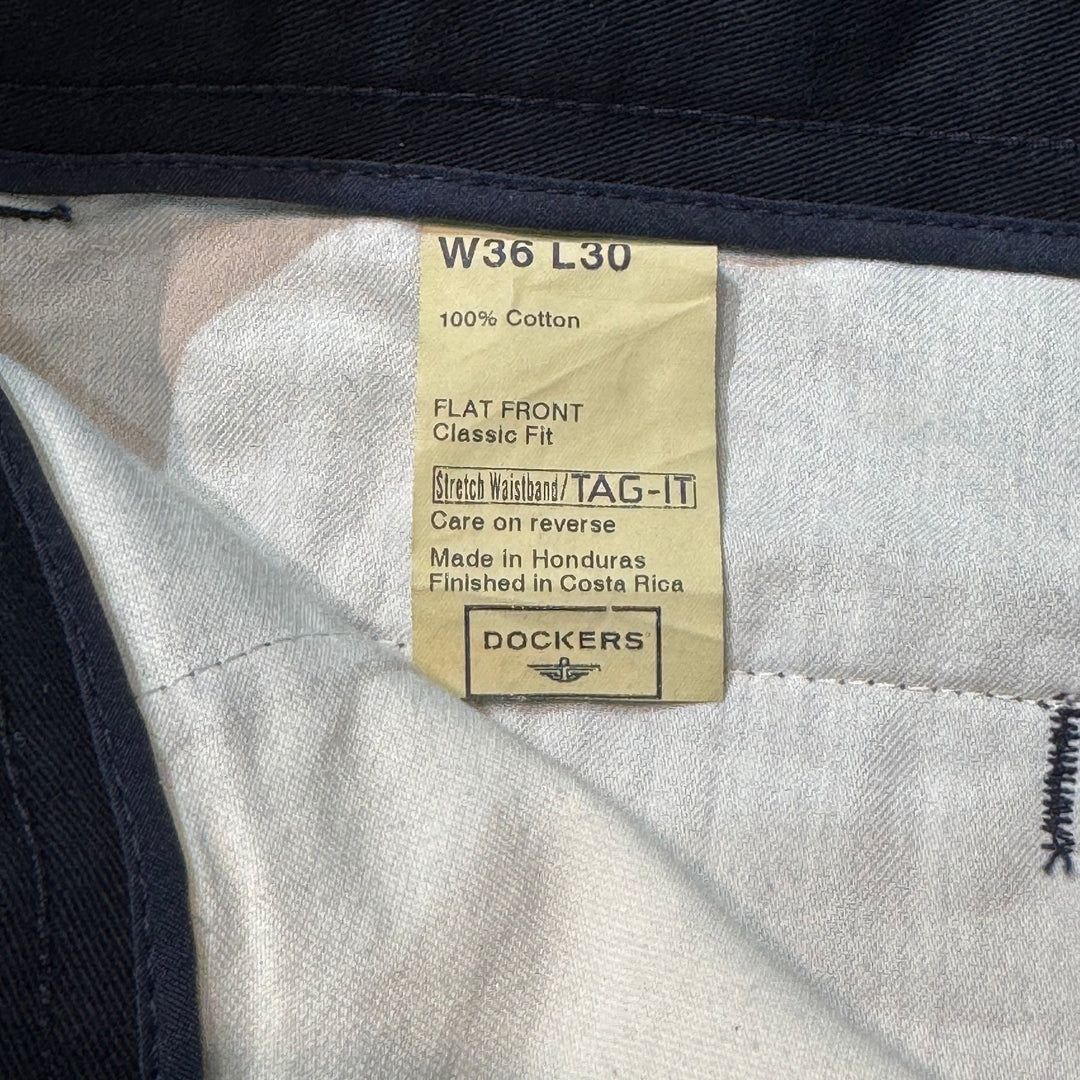 W36 L30
100% Cotton
FLAT FRONT
Classic Fit
Stretch Waistband/TAG-IT
Care on reverse
Made in Honduras
Finished in Costa Rica
DOCKERS